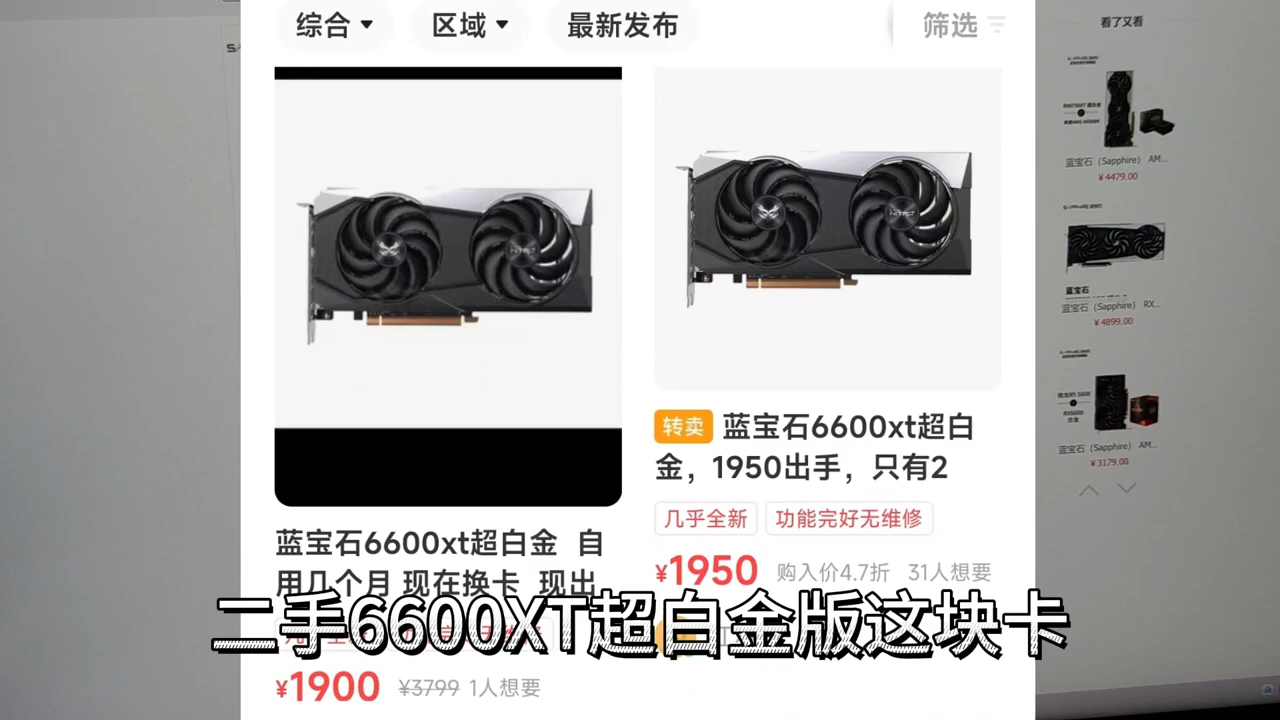 综合
区域
最新发布
筛选
蓝宝石6600xt超白金 自
用几个月 现在换卡 现出
¥1900 ¥3799 1人想要
转卖 蓝宝石6600xt超白
金，1950出手，只有2
几乎全新 功能完好无维修
¥1950 购入价4.7折 31人想要
二手6600XT超白金版这块卡
看了又看
蓝宝石（Sapphire） AM...
¥4479.00
蓝宝石
蓝宝石（Sapphire） RX...
¥4899.00
蓝宝石（Sapphire） AM...
¥3179.00